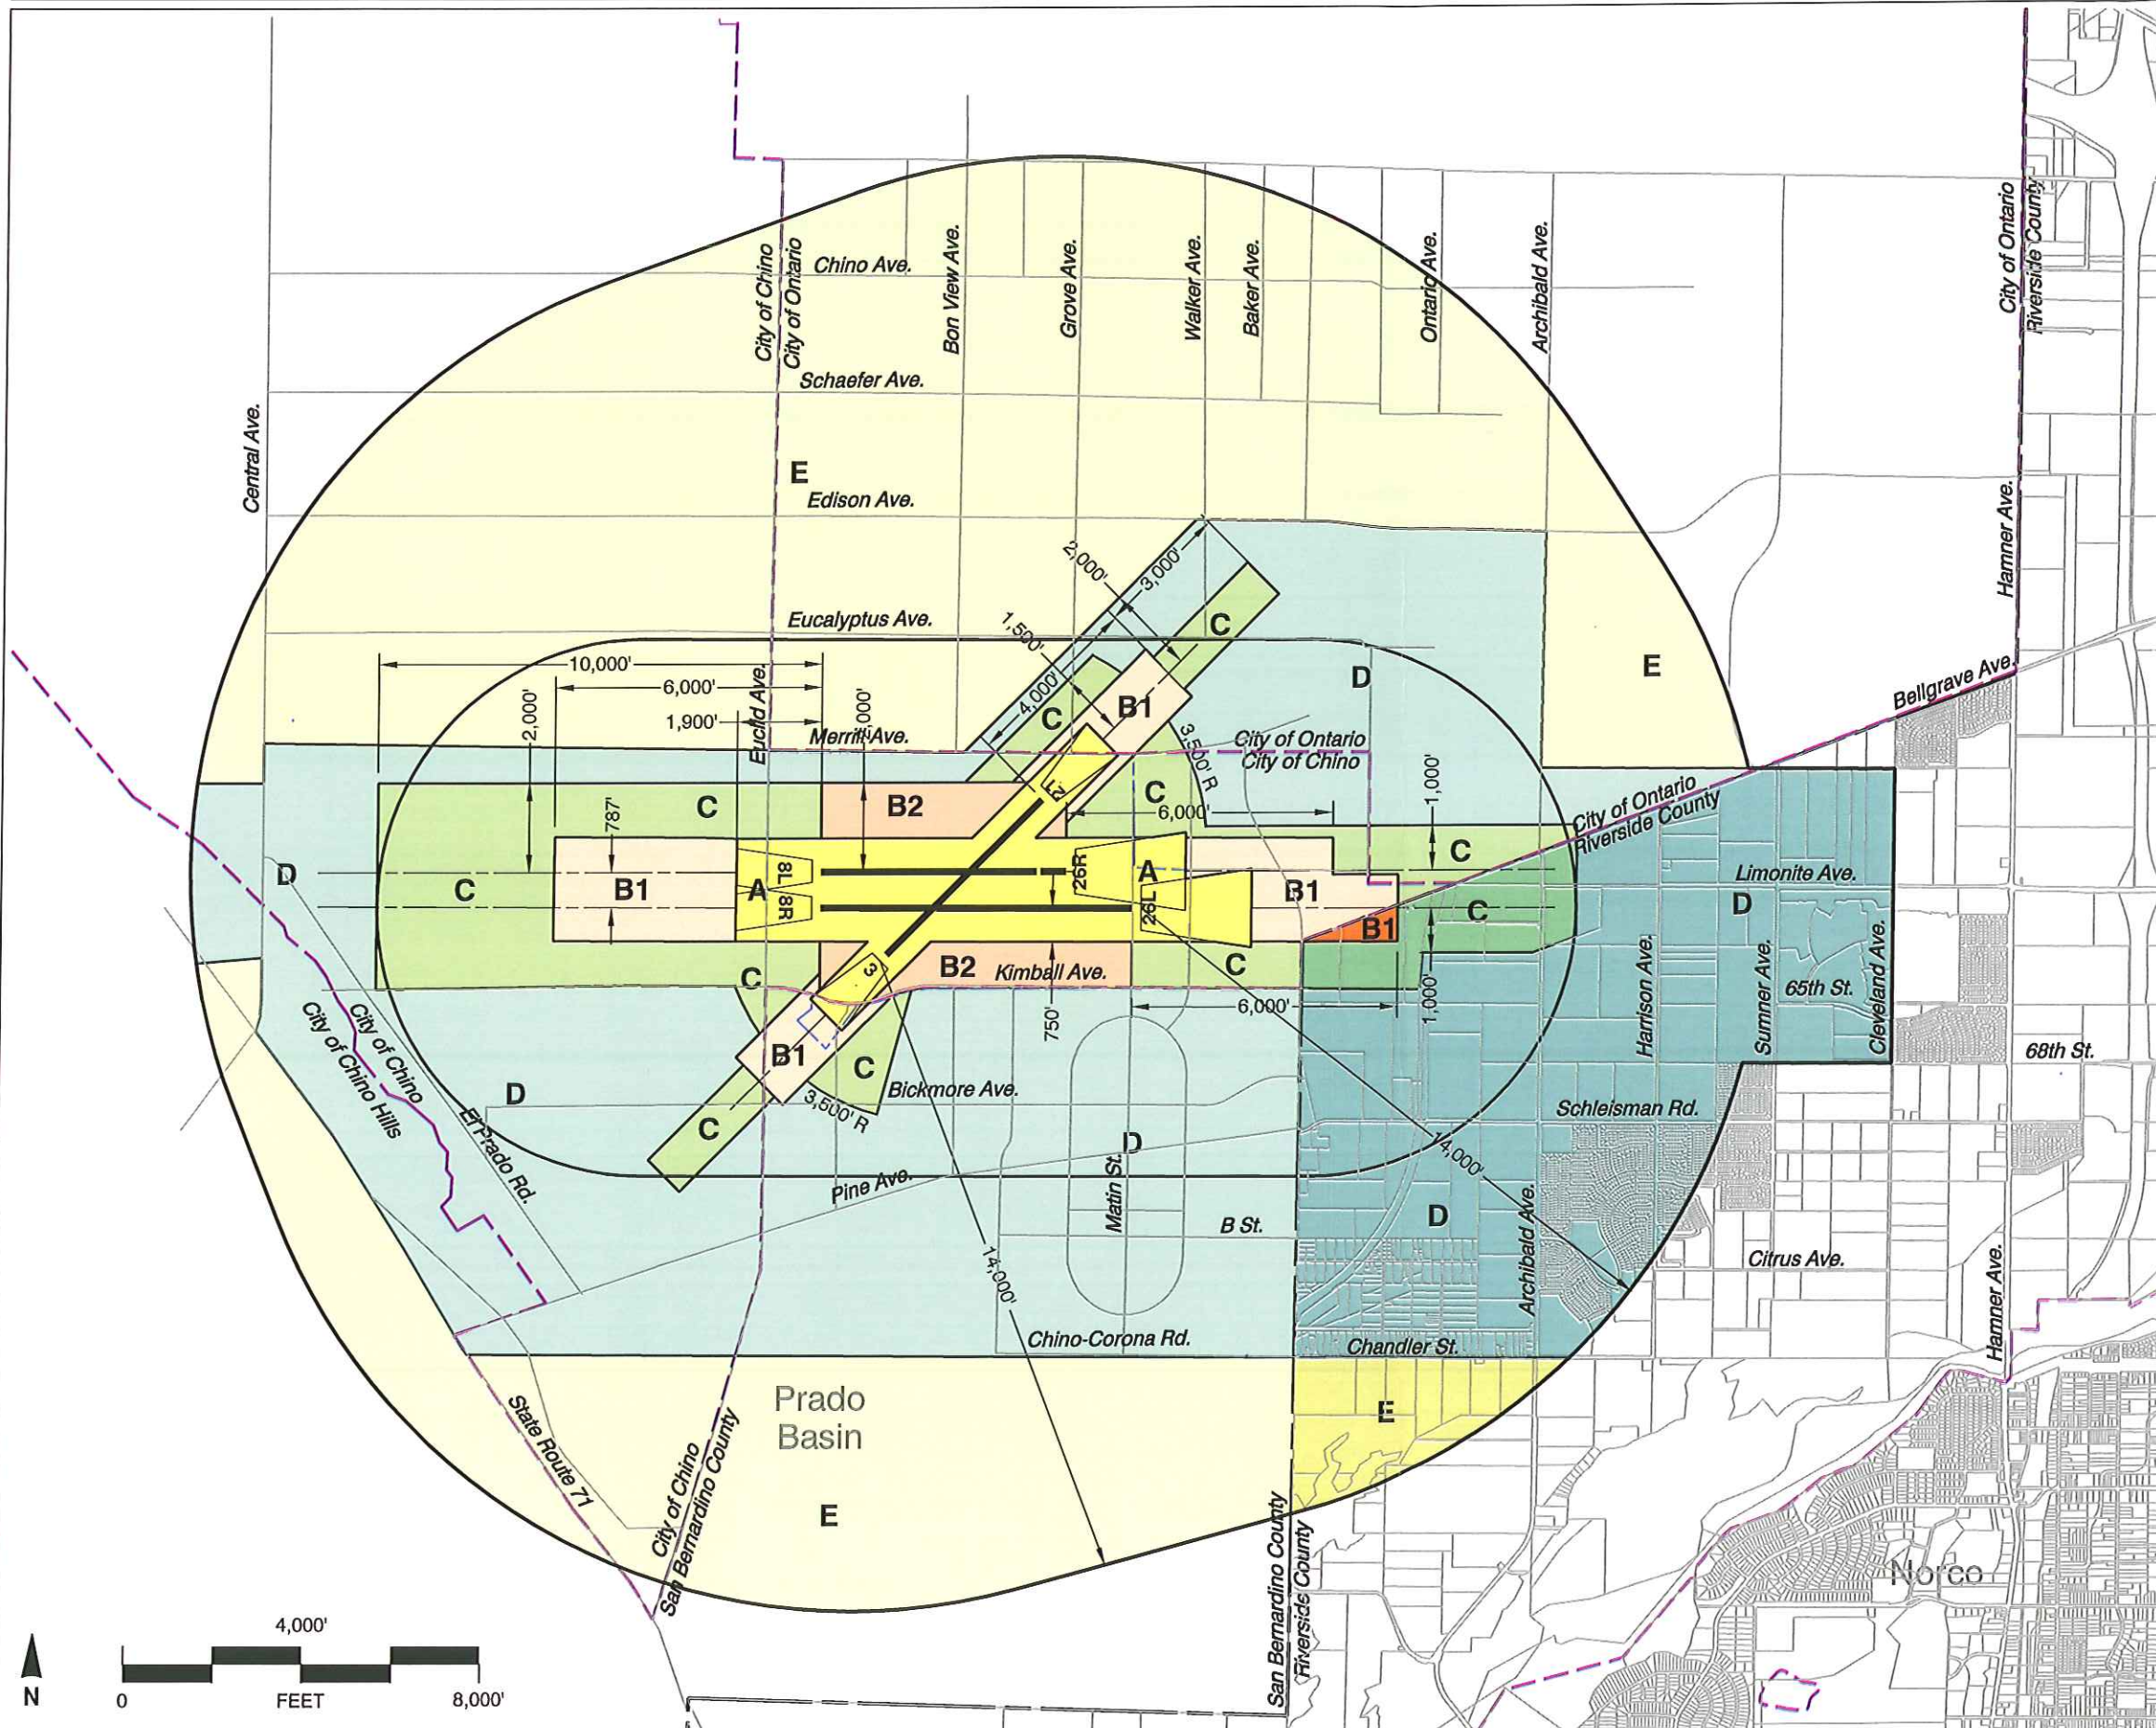 City of Ontario
Riverside County
City of Chino
City of Ontario
Chino Ave.
Bon View Ave.
Grove Ave.
Walker Ave.
Baker Ave.
Ontario Ave.
Archibald Ave.
Schaefer Ave.
Central Ave.
E
Edison Ave.
Hamner Ave.
2,000'
3,000'
Eucalyptus Ave.
1,500'
C
10,000'
6,000'
E
D
Bellgrave Ave.
4,000'
C
B1
2,000'
1,900'
Euclid Ave.
Merrill Ave.
City of Ontario
City of Chino
3,500' R
787'
C
B2
21
C
6,000'
1,000'
City of Ontario
Riverside County
C
D
C
B1
A
8L
8R
26R
A
26L
B1
C
B1
Limonite Ave.
D
C
3
B2
Kimball Ave.
C
6,000'
1,000'
750'
Harrison Ave.
Sumner Ave.
65th St.
Cleveland Ave.
City of Chino
City of Chino Hills
B1
C
68th St.
D
Bickmore Ave.
3,500' R
El Prado Rd.
C
D
Schleisman Rd.
14,000'
Pine Ave.
Matin St.
B St.
D
Archibald Ave.
Citrus Ave.
Hamner Ave.
14,000'
Chino-Corona Rd.
Chandler St.
Prado
Basin
E
State Route 71
City of Chino
San Bernardino County
E
San Bernardino County
Riverside County
Norco
4,000'
0
FEET
8,000'
N